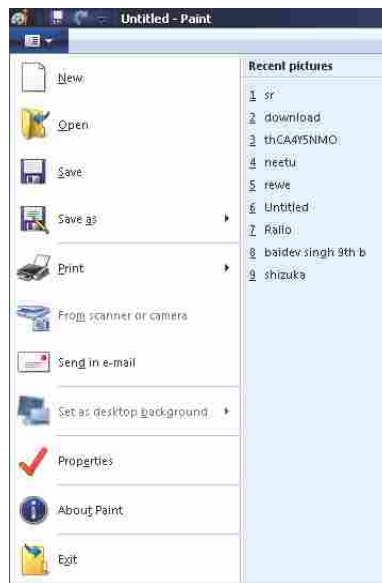 Untitled - Paint
New
Open
Save
Save as
Print
From scanner or camera
Send in e-mail
Set as desktop background
Properties
About Paint
Exit
Recent pictures
1 sr
2 download
3 thCA4Y5NMO
4 neetu
5 rewe
6 Untitled
7 Rallo
8 baldev singh 9th b
9 shizuka